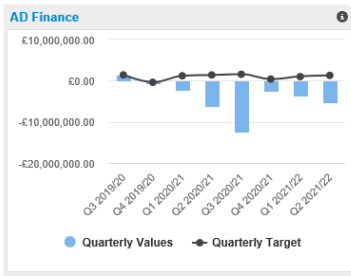 AD Finance
£10,000,000.00
£0.00
-£10,000,000.00
-£20,000,000.00
Q3 2019/20
Q4 2019/20
Q1 2020/21
Q2 2020/21
Q3 2020/21
Q4 2020/21
Q1 2021/22
Q2 2021/22
Quarterly Values
Quarterly Target